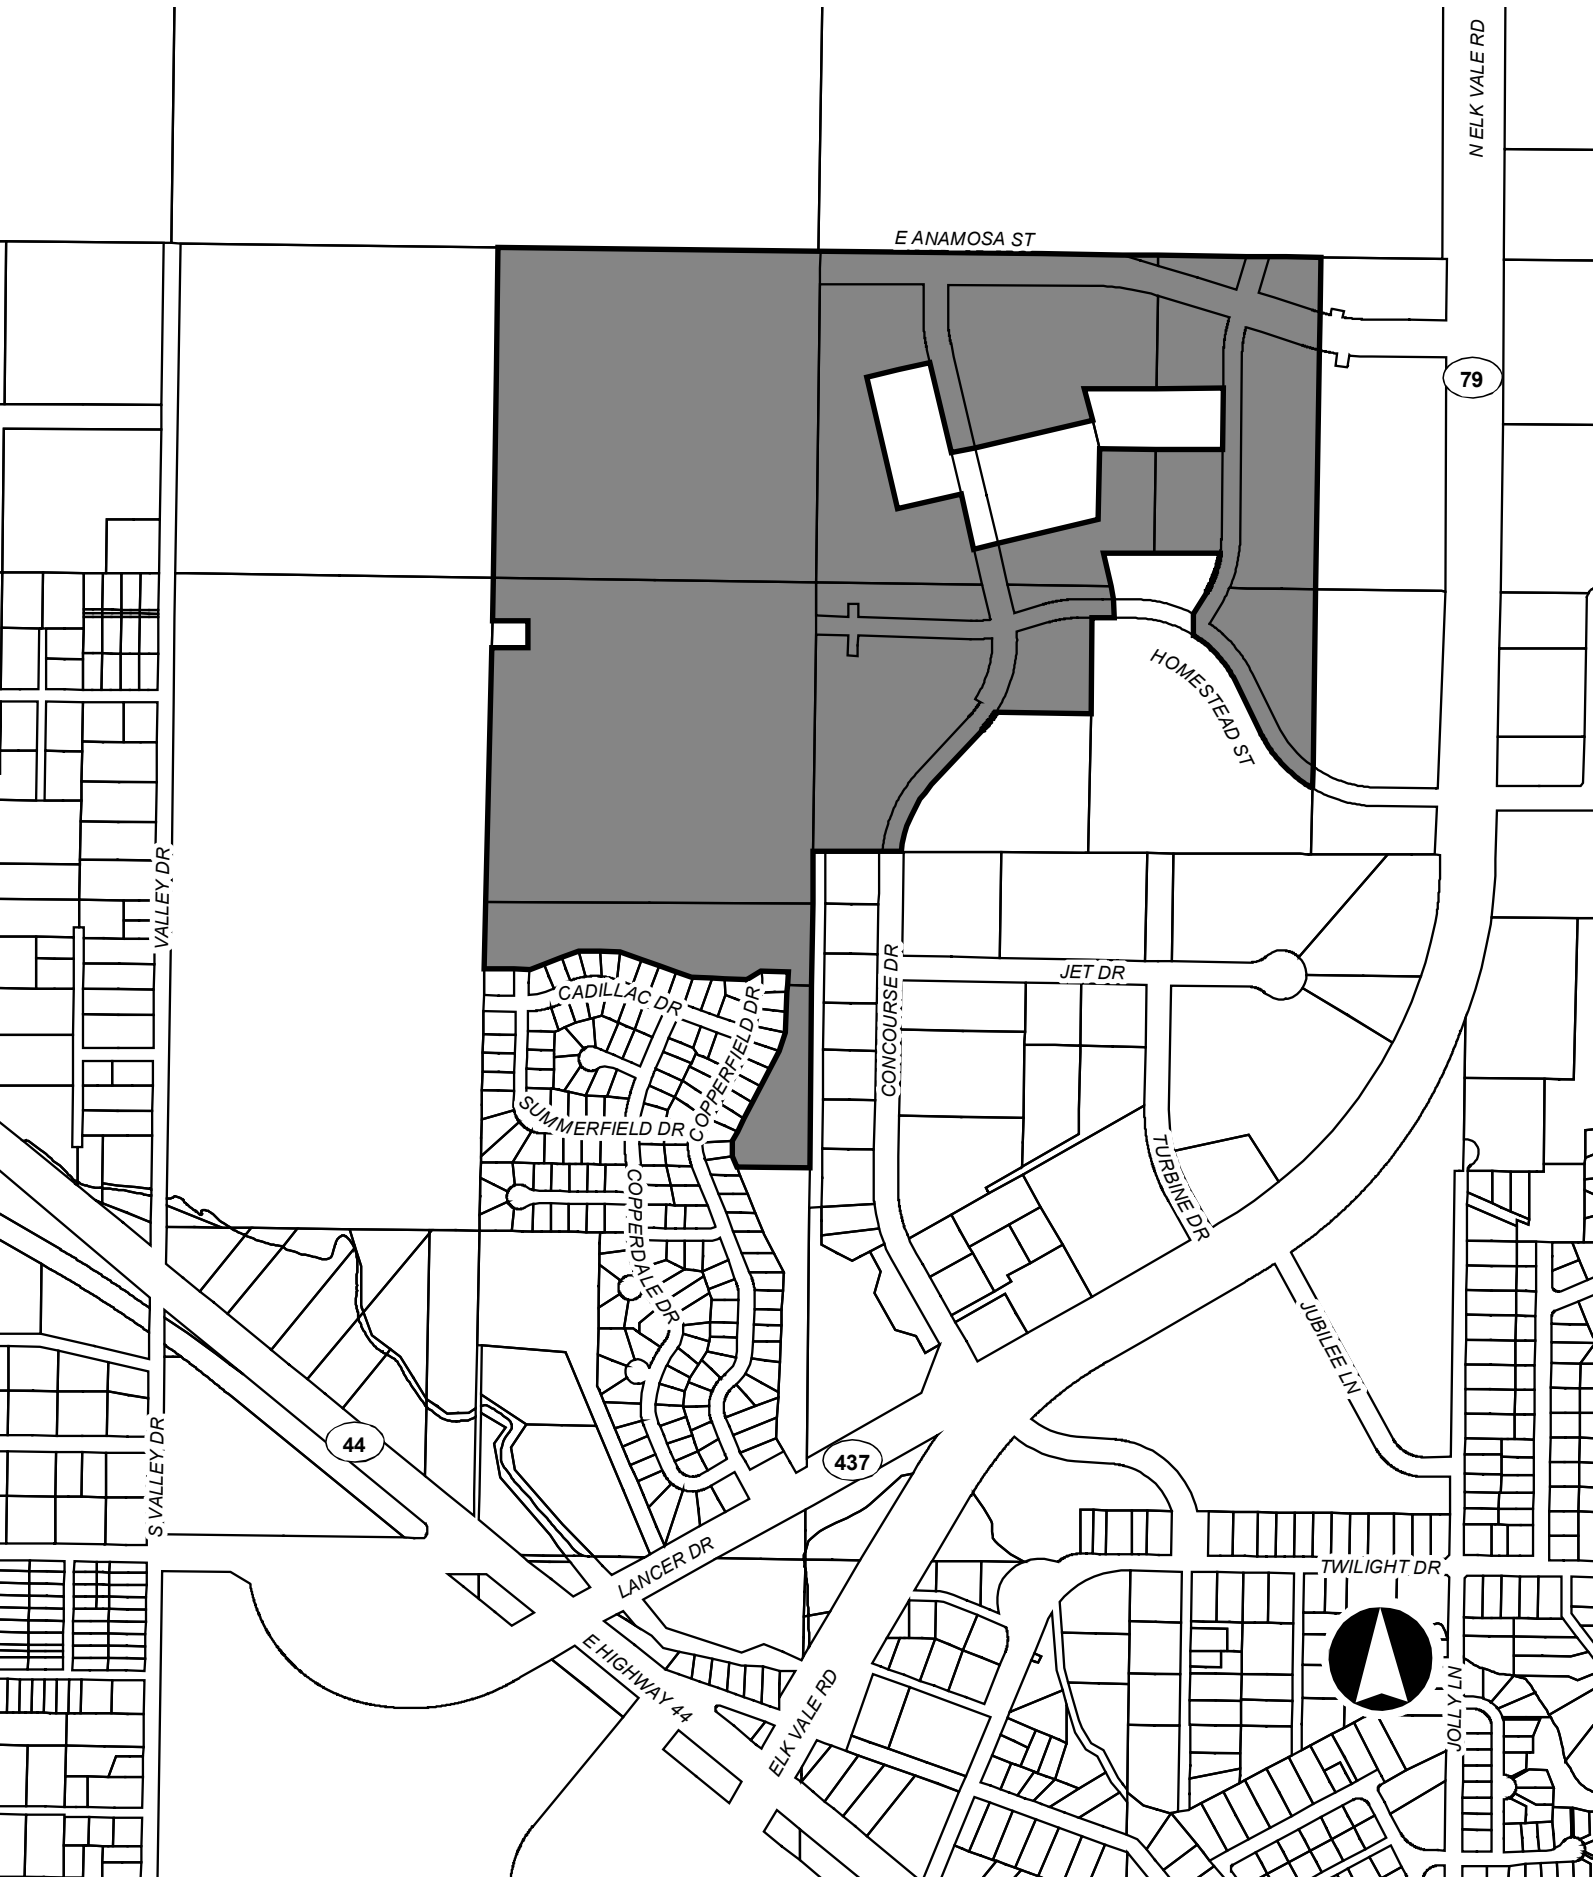 N ELK VALE RD
E ANAMOSA ST
79
HOMESTEAD ST
VALLEY DR
CONCOURSE DR
JET DR
CADILLAC DR
COPPERFIELD DR
SUMMERFIELD DR
TURBINE DR
COPPERDALE DR
JUBILEE LN
44
437
S VALLEY DR
LANCER DR
TWILIGHT DR
E HIGHWAY 44
ELK VALE RD
JOLLY LN